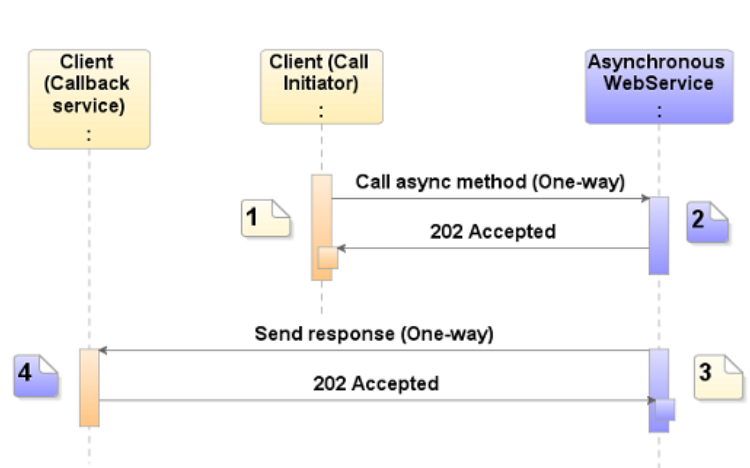 Client
(Callback
service)
:
Client (Call
Initiator)
:
Asynchronous
WebService
:
Call async method (One-way)
1
2
202 Accepted
Send response (One-way)
4
3
202 Accepted